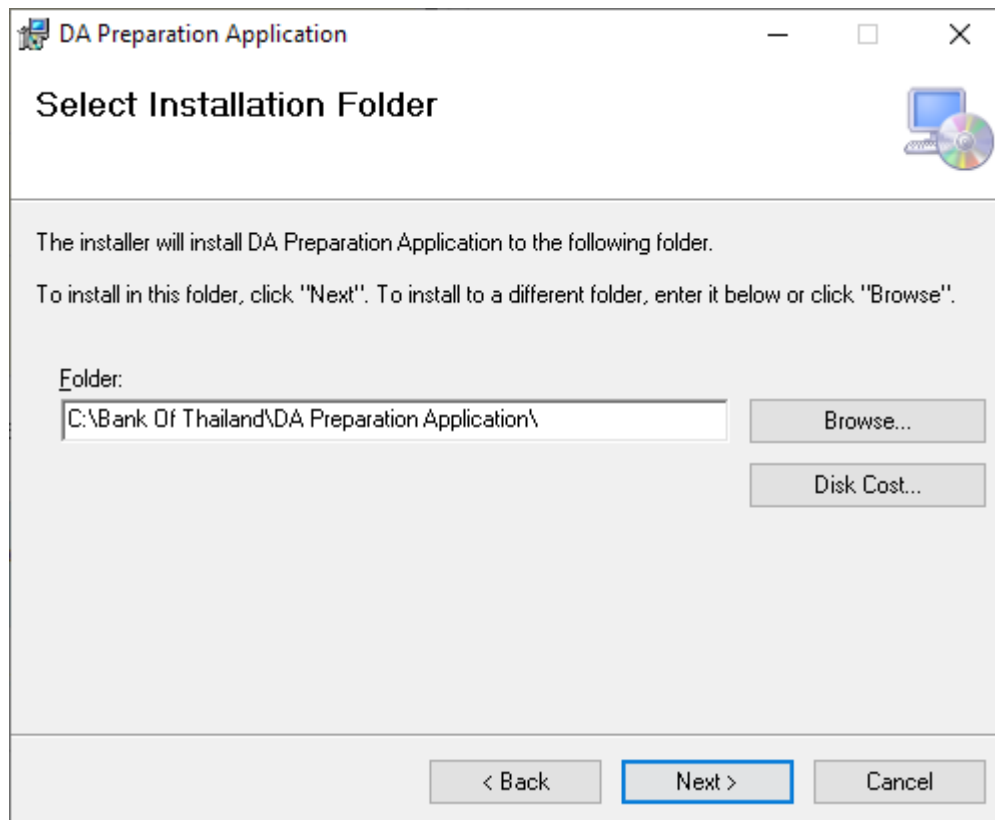 DA Preparation Application
Select Installation Folder
The installer will install DA Preparation Application to the following folder.
To install in this folder, click "Next". To install to a different folder, enter it below or click "Browse".
Folder:
C:\Bank Of Thailand\DA Preparation Application\
Browse...
Disk Cost...
< Back
Next >
Cancel